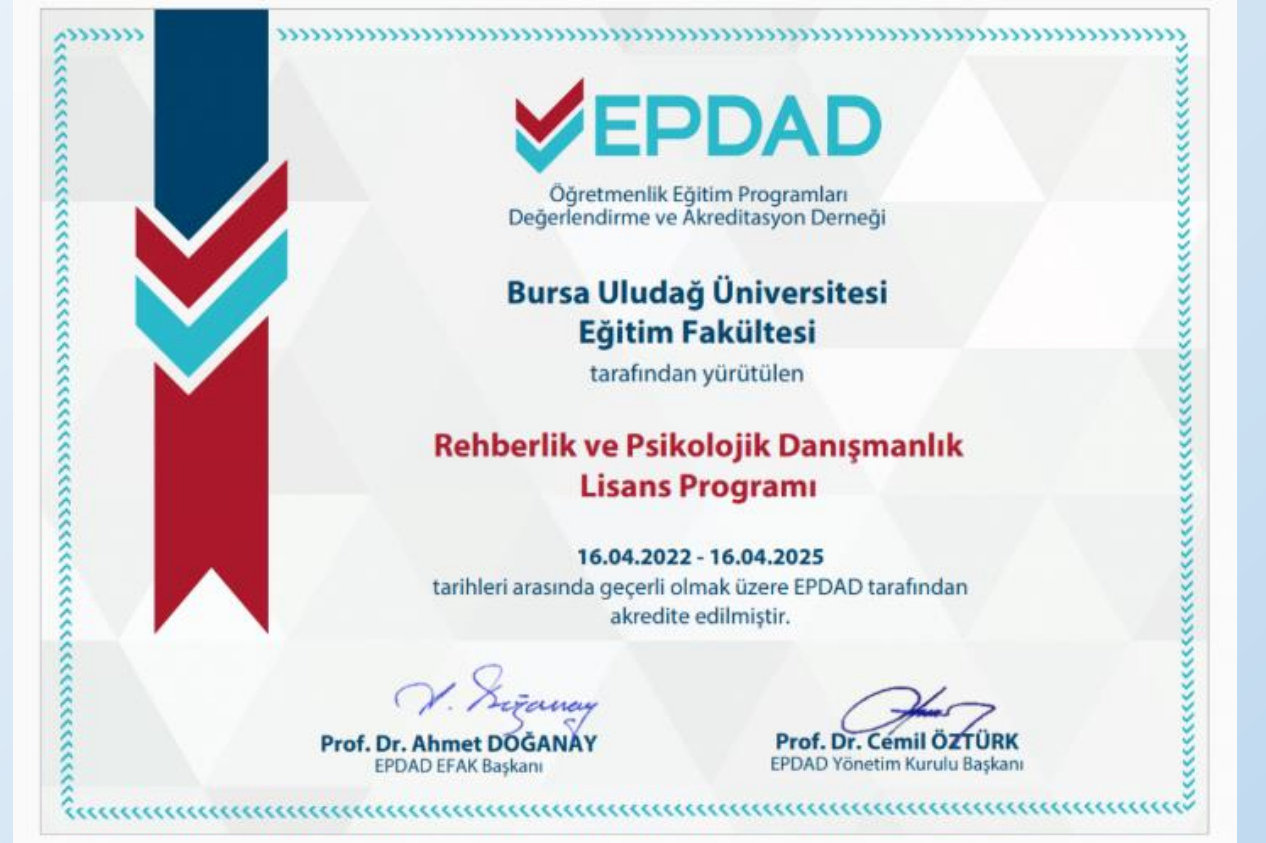 EPDAD
Öğretmenlik Eğitim Programları
Değerlendirme ve Akreditasyon Derneği
Bursa Uludağ Üniversitesi
Eğitim Fakültesi
tarafından yürütülen
Rehberlik ve Psikolojik Danışmanlık
Lisans Programı
16.04.2022 - 16.04.2025
tarihleri arasında geçerli olmak üzere EPDAD tarafından
akredite edilmiştir.
Prof. Dr. Ahmet DOĞANAY
EPDAD EFAK Başkanı
Prof. Dr. Cemil ÖZTÜRK
EPDAD Yönetim Kurulu Başkanı